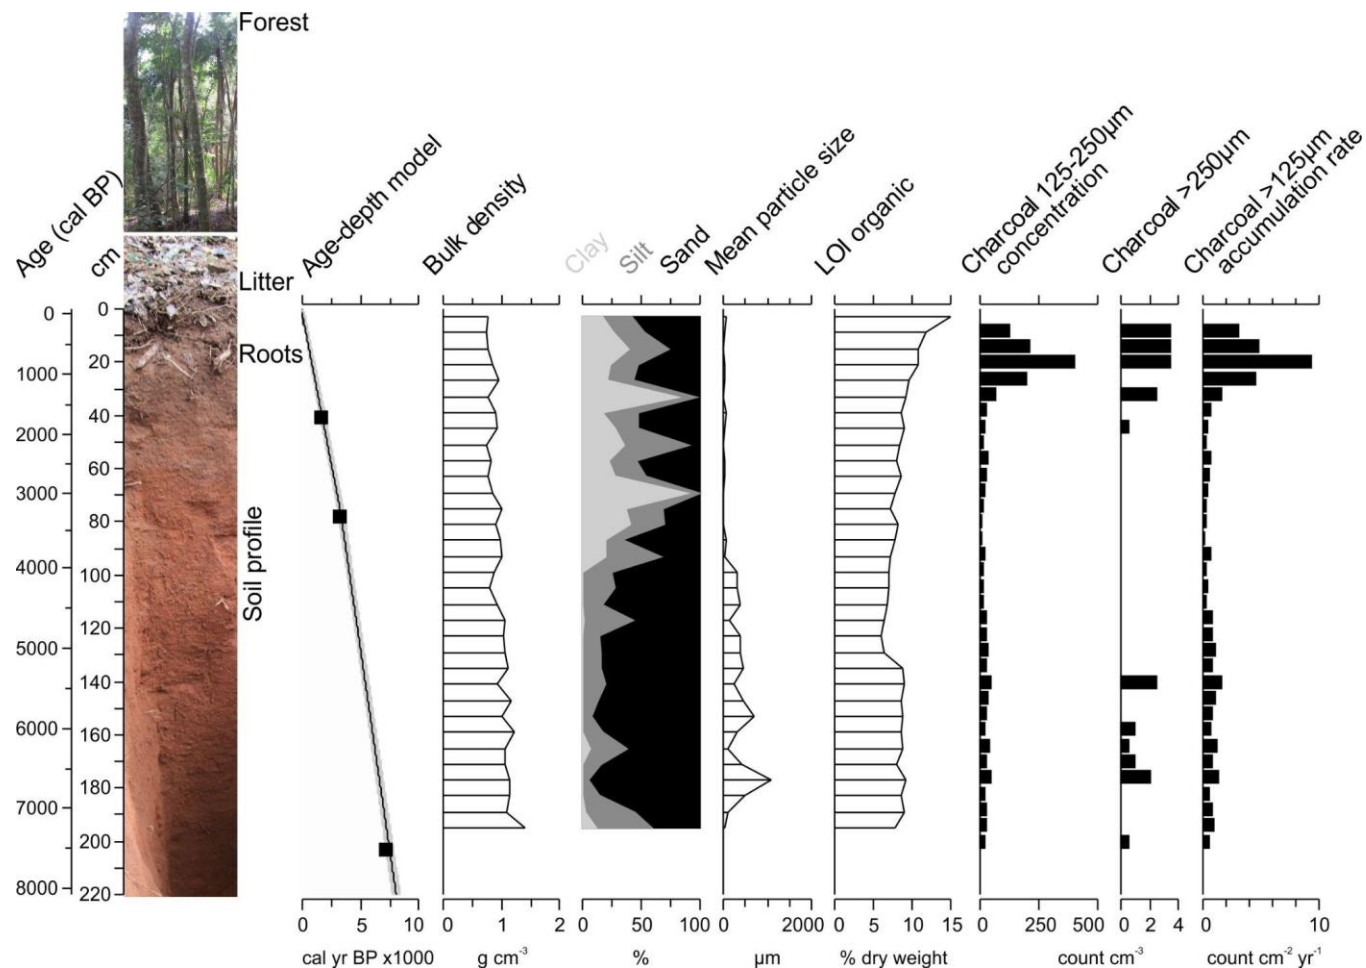 Forest
Age (cal BP)
cm
Litter
Roots
Soil profile
Age-depth model
Bulk density
Clay
Silt
Sand
Mean particle size
LOI organic
Charcoal 125-250µm
concentration
Charcoal >250µm
Charcoal >125µm
accumulation rate
0
1000
2000
3000
4000
5000
6000
7000
8000
0
20
40
60
80
100
120
140
160
180
200
220
0 5 10
0 1 2
0 50 100
0 2000
0 5 10 15
0 250 500
0 2 4
0 10
cal yr BP x1000
g cm⁻³
%
µm
% dry weight
count cm⁻³
count cm⁻² yr⁻¹